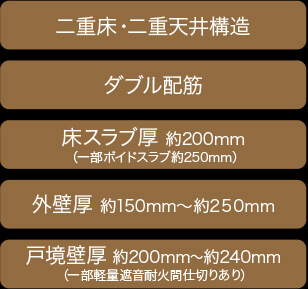 二重床・二重天井構造
ダブル配筋
床スラブ厚 約200mm
（一部ボイドスラブ約250mm）
外壁厚 約150mm〜約250mm
戸境壁厚 約200mm〜約240mm
（一部軽量遮音耐火間仕切りあり）